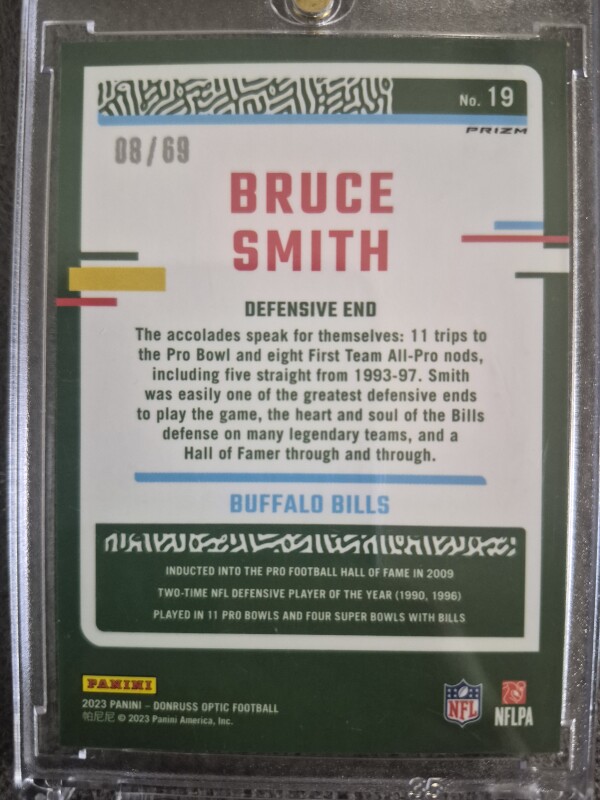 No. 19
PRIZM
08/69
BRUCE
SMITH
DEFENSIVE END
The accolades speak for themselves: 11 trips to
the Pro Bowl and eight First Team All-Pro nods,
including five straight from 1993-97. Smith
was easily one of the greatest defensive ends
to play the game, the heart and soul of the Bills
defense on many legendary teams, and a
Hall of Famer through and through.
BUFFALO BILLS
INDUCTED INTO THE PRO FOOTBALL HALL OF FAME IN 2009
TWO-TIME NFL DEFENSIVE PLAYER OF THE YEAR (1990, 1996)
PLAYED IN 11 PRO BOWLS AND FOUR SUPER BOWLS WITH BILLS
PANINI
2023 PANINI – DONRUSS OPTIC FOOTBALL
帕尼尼 © 2023 Panini America, Inc.
NFL
NFLPA